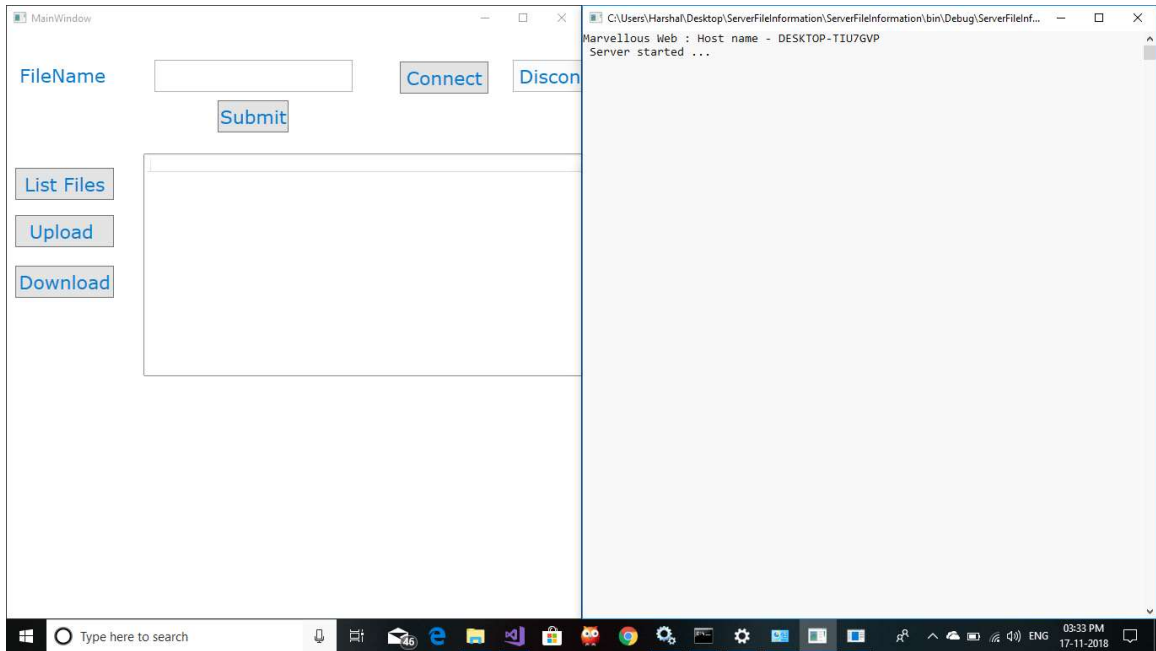 MainWindow
FileName
Connect
Discon
Submit
List Files
Upload
Download
C:\Users\Harshal\Desktop\ServerFileInformation\ServerFileInformation\bin\Debug\ServerFileInf...
Marvellous Web : Host name - DESKTOP-TIU7GVP
Server started ...
Type here to search
46
ENG
03:33 PM
17-11-2018